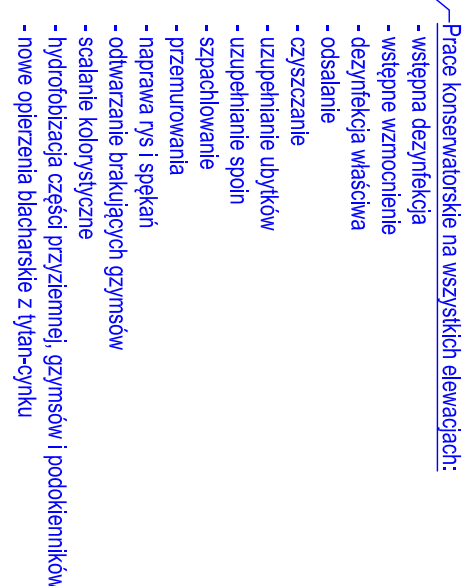 Prace konserwatorskie na wszystkich elewacjach:
- wstępna dezynfekcja
- wstępne wzmocnienie
- dezynfekcja właściwa
- odsalanie
- czyszczanie
- uzupełnianie ubytków
- uzupełnianie spoin
- szpachlowanie
- przemurowania
- naprawa rys i spękań
- odtwarzanie brakujących gzymsów
- scalanie kolorystyczne
- hydrofobizacja części przyziemnej, gzymsów i podokienników
- nowe opierzenia blacharskie z tytan-cynku